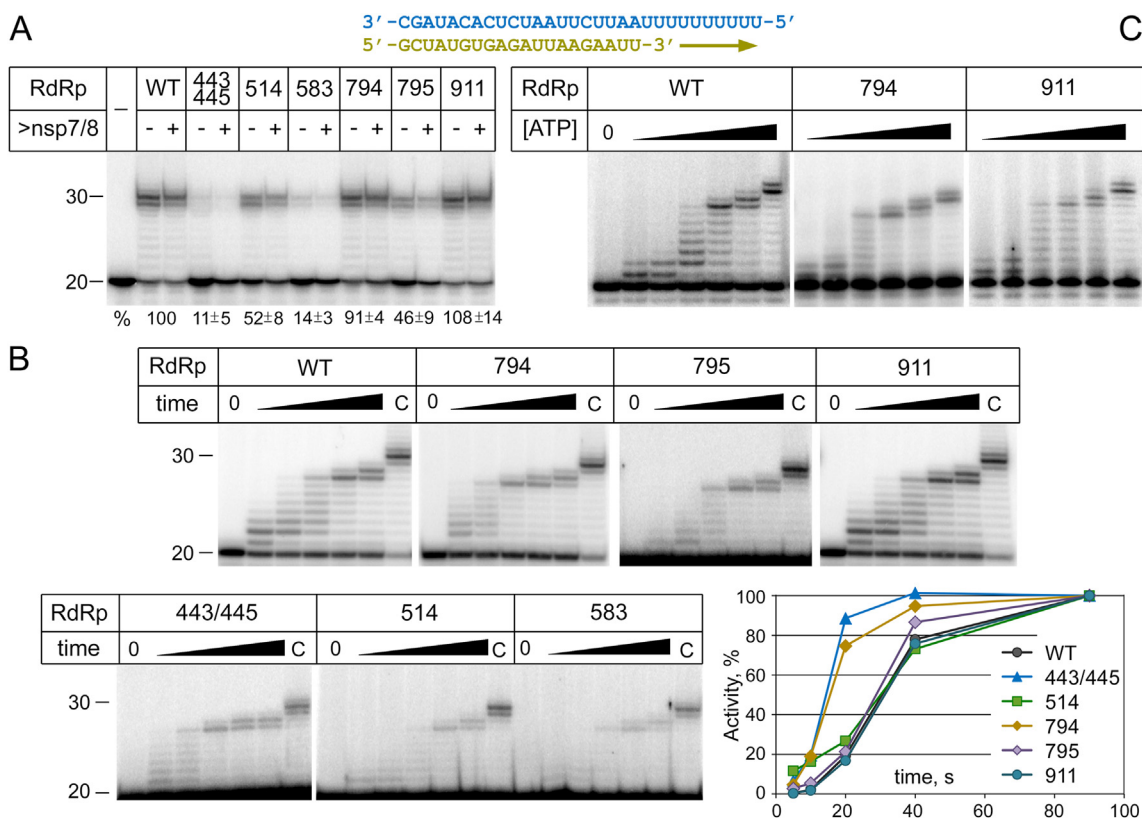 A
3’-CGAUACACUCUAAUUCUUAAUUUUUUUUUU-5’
5’-GCUAUGUGAGAUUAAGAAUU-3’
C
RdRp – WT 443 445 514 583 794 795 911
>nsp7/8 - + - + - + - + - + - + - +
30
20
% 100 11±5 52±8 14±3 91±4 46±9 108±14
RdRp WT 794 911
[ATP] 0
B
RdRp WT 794 795 911
time 0 C 0 C 0 C 0 C
30
20
RdRp 443/445 514 583
time 0 C 0 C 0 C
30
20
Activity, %
100
80
60
40
20
0
WT
443/445
514
794
795
911
time, s
0 20 40 60 80 100